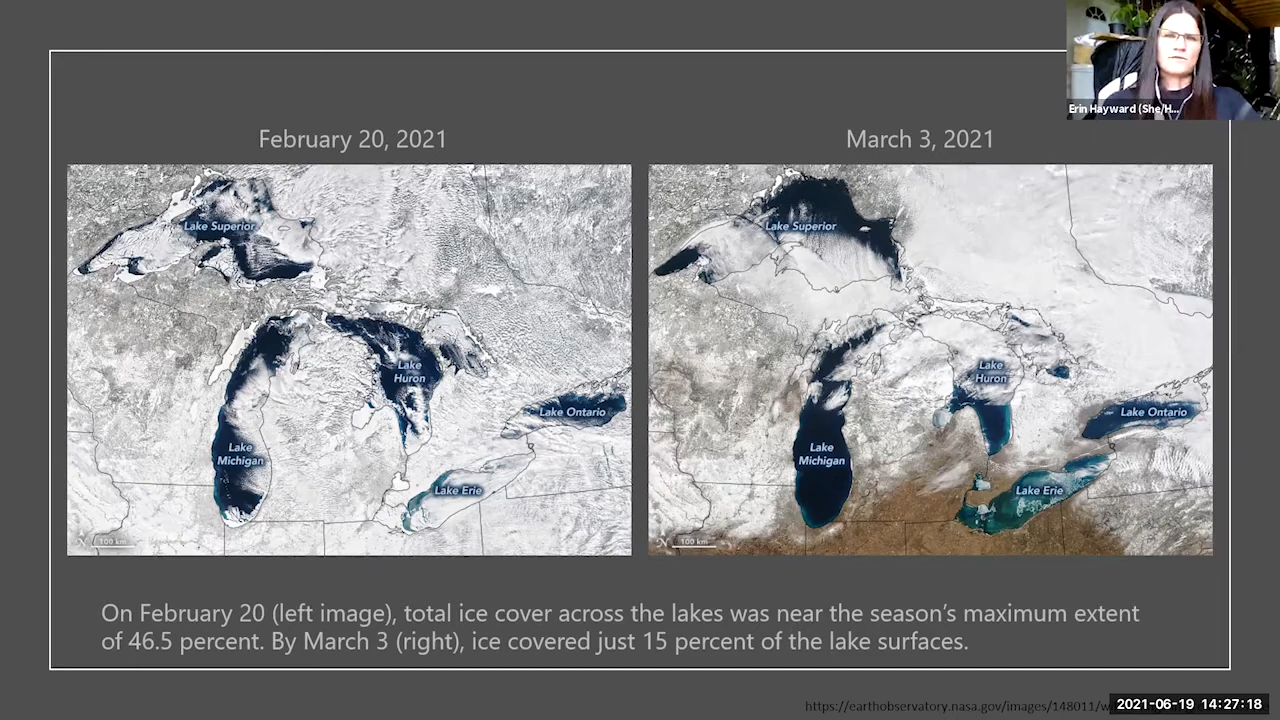 Erin Hayward (She/H...
February 20, 2021
March 3, 2021
Lake Superior
Lake
Huron
Lake Ontario
Lake
Michigan
Lake Erie
N 100 km
Lake Superior
Lake
Huron
Lake Ontario
Lake
Michigan
Lake Erie
N 100 km
On February 20 (left image), total ice cover across the lakes was near the season's maximum extent
of 46.5 percent. By March 3 (right), ice covered just 15 percent of the lake surfaces.
https://earthobservatory.nasa.gov/images/148011/w
2021-06-19 14:27:18